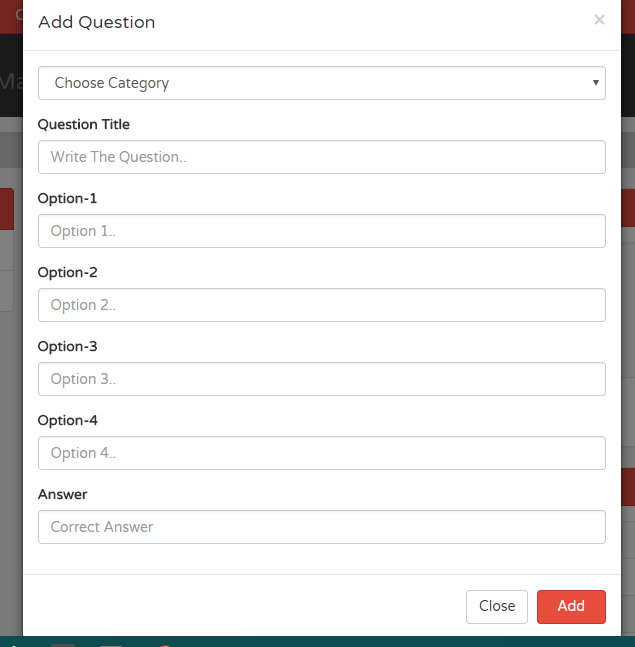 Add Question
×
Choose Category
Question Title
Write The Question..
Option-1
Option 1..
Option-2
Option 2..
Option-3
Option 3..
Option-4
Option 4..
Answer
Correct Answer
Close
Add